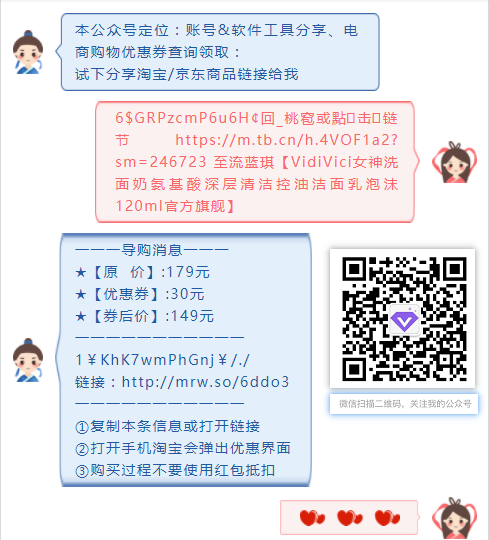 本公众号定位：账号&软件工具分享、电
商购物优惠券查询领取：
试下分享淘宝/京东商品链接给我
6$GRPzcmP6u6H¢回_桃窞或點击链
节 https://m.tb.cn/h.4VOF1a2?
sm=246723 至流蓝琪【VidiVici女神洗
面奶氨基酸深层清洁控油洁面乳泡沫
120ml官方旗舰】
———导购消息———
★【原 价】:179元
★【优惠券】:30元
★【券后价】:149元
————————————
1￥KhK7wmPhGnj￥/./
链接：http://mrw.so/6ddo3
————————————
①复制本条信息或打开链接
②打开手机淘宝会弹出优惠界面
③购买过程不要使用红包抵扣
微信扫描二维码，关注我的公众号